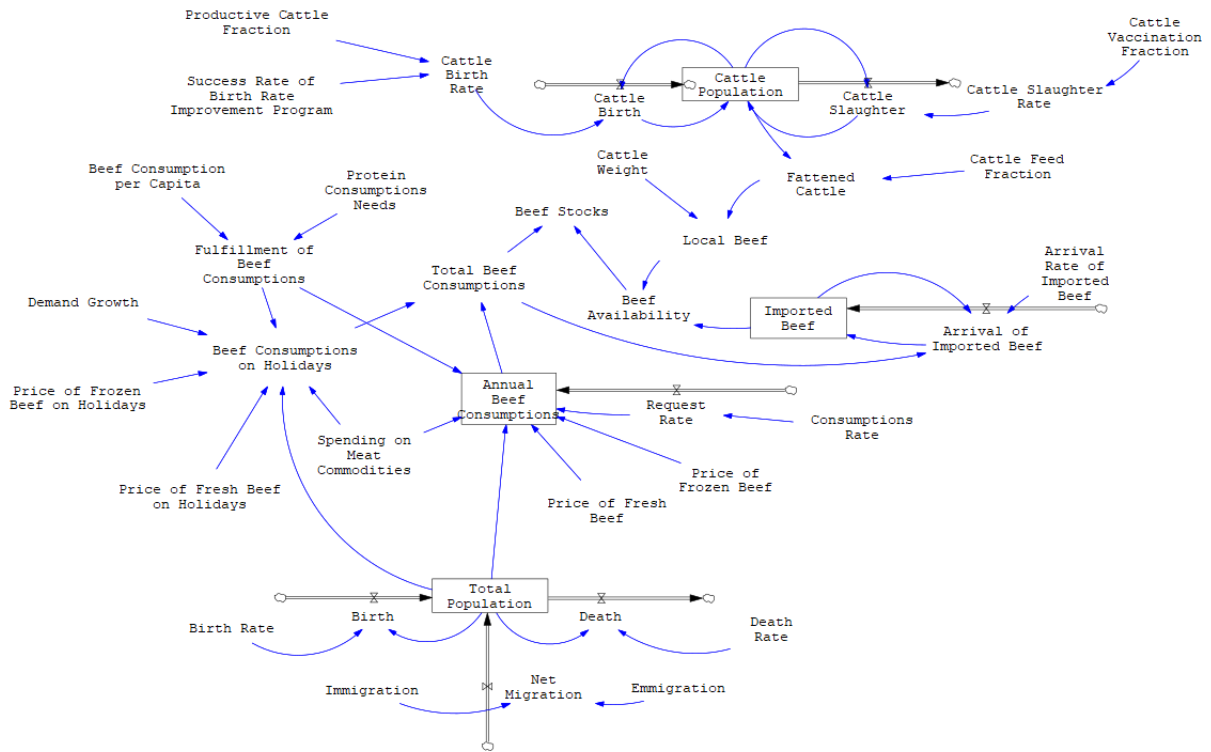 Productive Cattle
Fraction
Success Rate of
Birth Rate
Improvement Program
Cattle
Birth
Rate
Cattle
Birth
Cattle
Population
Cattle
Slaughter
Cattle Slaughter
Rate
Cattle
Vaccination
Fraction
Beef Consumption
per Capita
Protein
Consumptions
Needs
Cattle
Weight
Fattened
Cattle
Cattle Feed
Fraction
Beef Stocks
Local Beef
Fulfillment of
Beef
Consumptions
Total Beef
Consumptions
Beef
Availability
Imported
Beef
Arrival
Rate of
Imported
Beef
Arrival of
Imported Beef
Demand Growth
Beef Consumptions
on Holidays
Price of Frozen
Beef on Holidays
Annual
Beef
Consumptions
Request
Rate
Consumptions
Rate
Spending on
Meat
Commodities
Price of Fresh Beef
on Holidays
Price of Fresh
Beef
Price of
Frozen Beef
Total
Population
Birth Rate
Birth
Death
Death
Rate
Immigration
Net
Migration
Emmigration